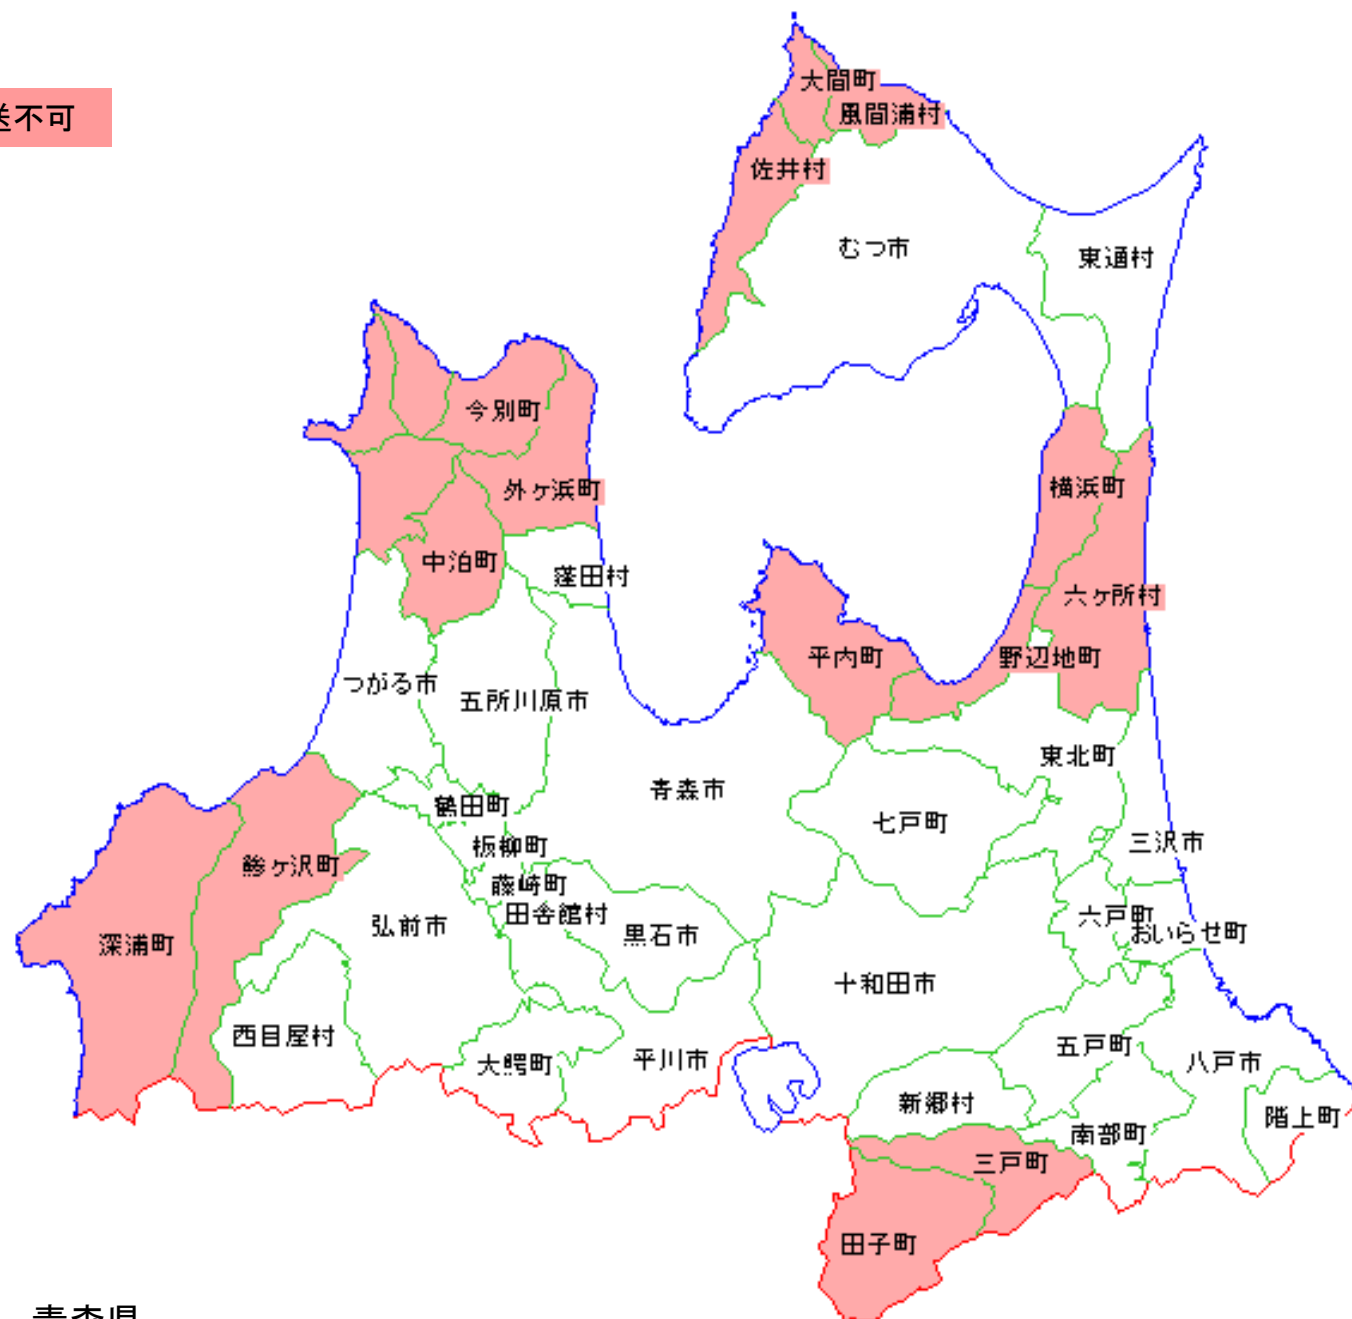 大間町
送不可
風間浦村
佐井村
むつ市
東通村
今別町
横浜町
外ヶ浜町
中泊町
蓬田村
六ヶ所村
平内町
野辺地町
つがる市
五所川原市
東北町
青森市
鶴田町
七戸町
三沢市
板柳町
鰺ヶ沢町
藤崎町
田舎館村
六戸町
弘前市
黒石市
おいらせ町
深浦町
十和田市
西目屋村
五戸町
平川市
大鰐町
八戸市
新郷村
階上町
南部町
三戸町
田子町
青森県